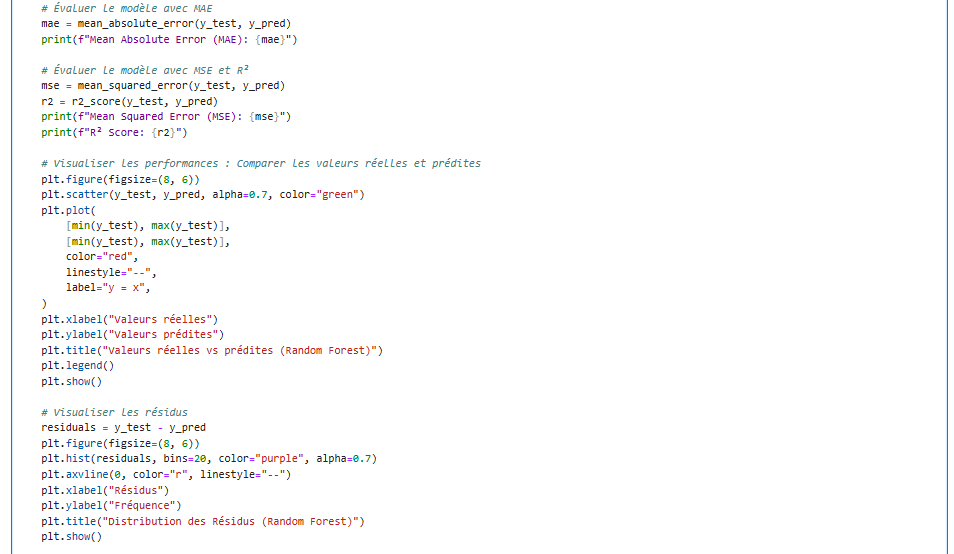 # Évaluer le modèle avec MAE
mae = mean_absolute_error(y_test, y_pred)
print(f"Mean Absolute Error (MAE): {mae}")

# Évaluer le modèle avec MSE et R²
mse = mean_squared_error(y_test, y_pred)
r2 = r2_score(y_test, y_pred)
print(f"Mean Squared Error (MSE): {mse}")
print(f"R² Score: {r2}")

# Visualiser les performances : Comparer les valeurs réelles et prédites
plt.figure(figsize=(8, 6))
plt.scatter(y_test, y_pred, alpha=0.7, color="green")
plt.plot(
    [min(y_test), max(y_test)],
    [min(y_test), max(y_test)],
    color="red",
    linestyle="--",
    label="y = x",
)
plt.xlabel("Valeurs réelles")
plt.ylabel("Valeurs prédites")
plt.title("Valeurs réelles vs prédites (Random Forest)")
plt.legend()
plt.show()

# Visualiser les résidus
residuals = y_test - y_pred
plt.figure(figsize=(8, 6))
plt.hist(residuals, bins=20, color="purple", alpha=0.7)
plt.axvline(0, color="r", linestyle="--")
plt.xlabel("Résidus")
plt.ylabel("Fréquence")
plt.title("Distribution des Résidus (Random Forest)")
plt.show()